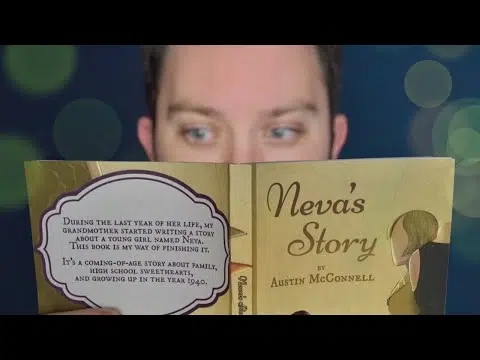 DURING THE LAST YEAR OF HER LIFE, MY
GRANDMOTHER STARTED WRITING A STORY
ABOUT A YOUNG GIRL NAMED NEVA.
THIS BOOK IS MY WAY OF FINISHING IT.
IT'S A COMING-OF-AGE STORY ABOUT FAMILY,
HIGH SCHOOL SWEETHEARTS,
AND GROWING UP IN THE YEAR 1940.
Neva's
Story
BY
AUSTIN MCCONNELL
Neva's